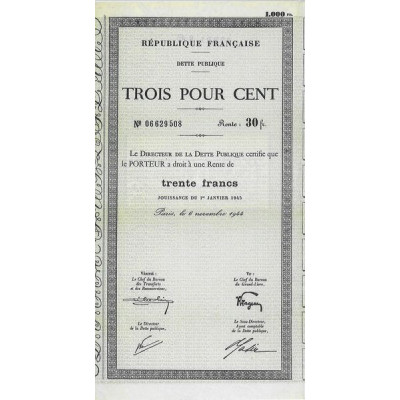 1.000 Fr.
RÉPUBLIQUE FRANÇAISE
DETTE PUBLIQUE
TROIS POUR CENT
Nº 06629508 Rente : 30 fr.
Le DIRECTEUR DE LA DETTE PUBLIQUE certifie que
le PORTEUR a droit à une Rente de
trente francs
JOUISSANCE DU 1er JANVIER 1945
Paris, le 6 novembre 1944
Visa :
Le Chef du Bureau
des Transferts
et des Reconversions,
Vu :
Le Chef du Bureau
du Grand-Livre,
Le Directeur
de la Dette publique,
Le Sous-Directeur,
Agent comptable
de la Dette publique,